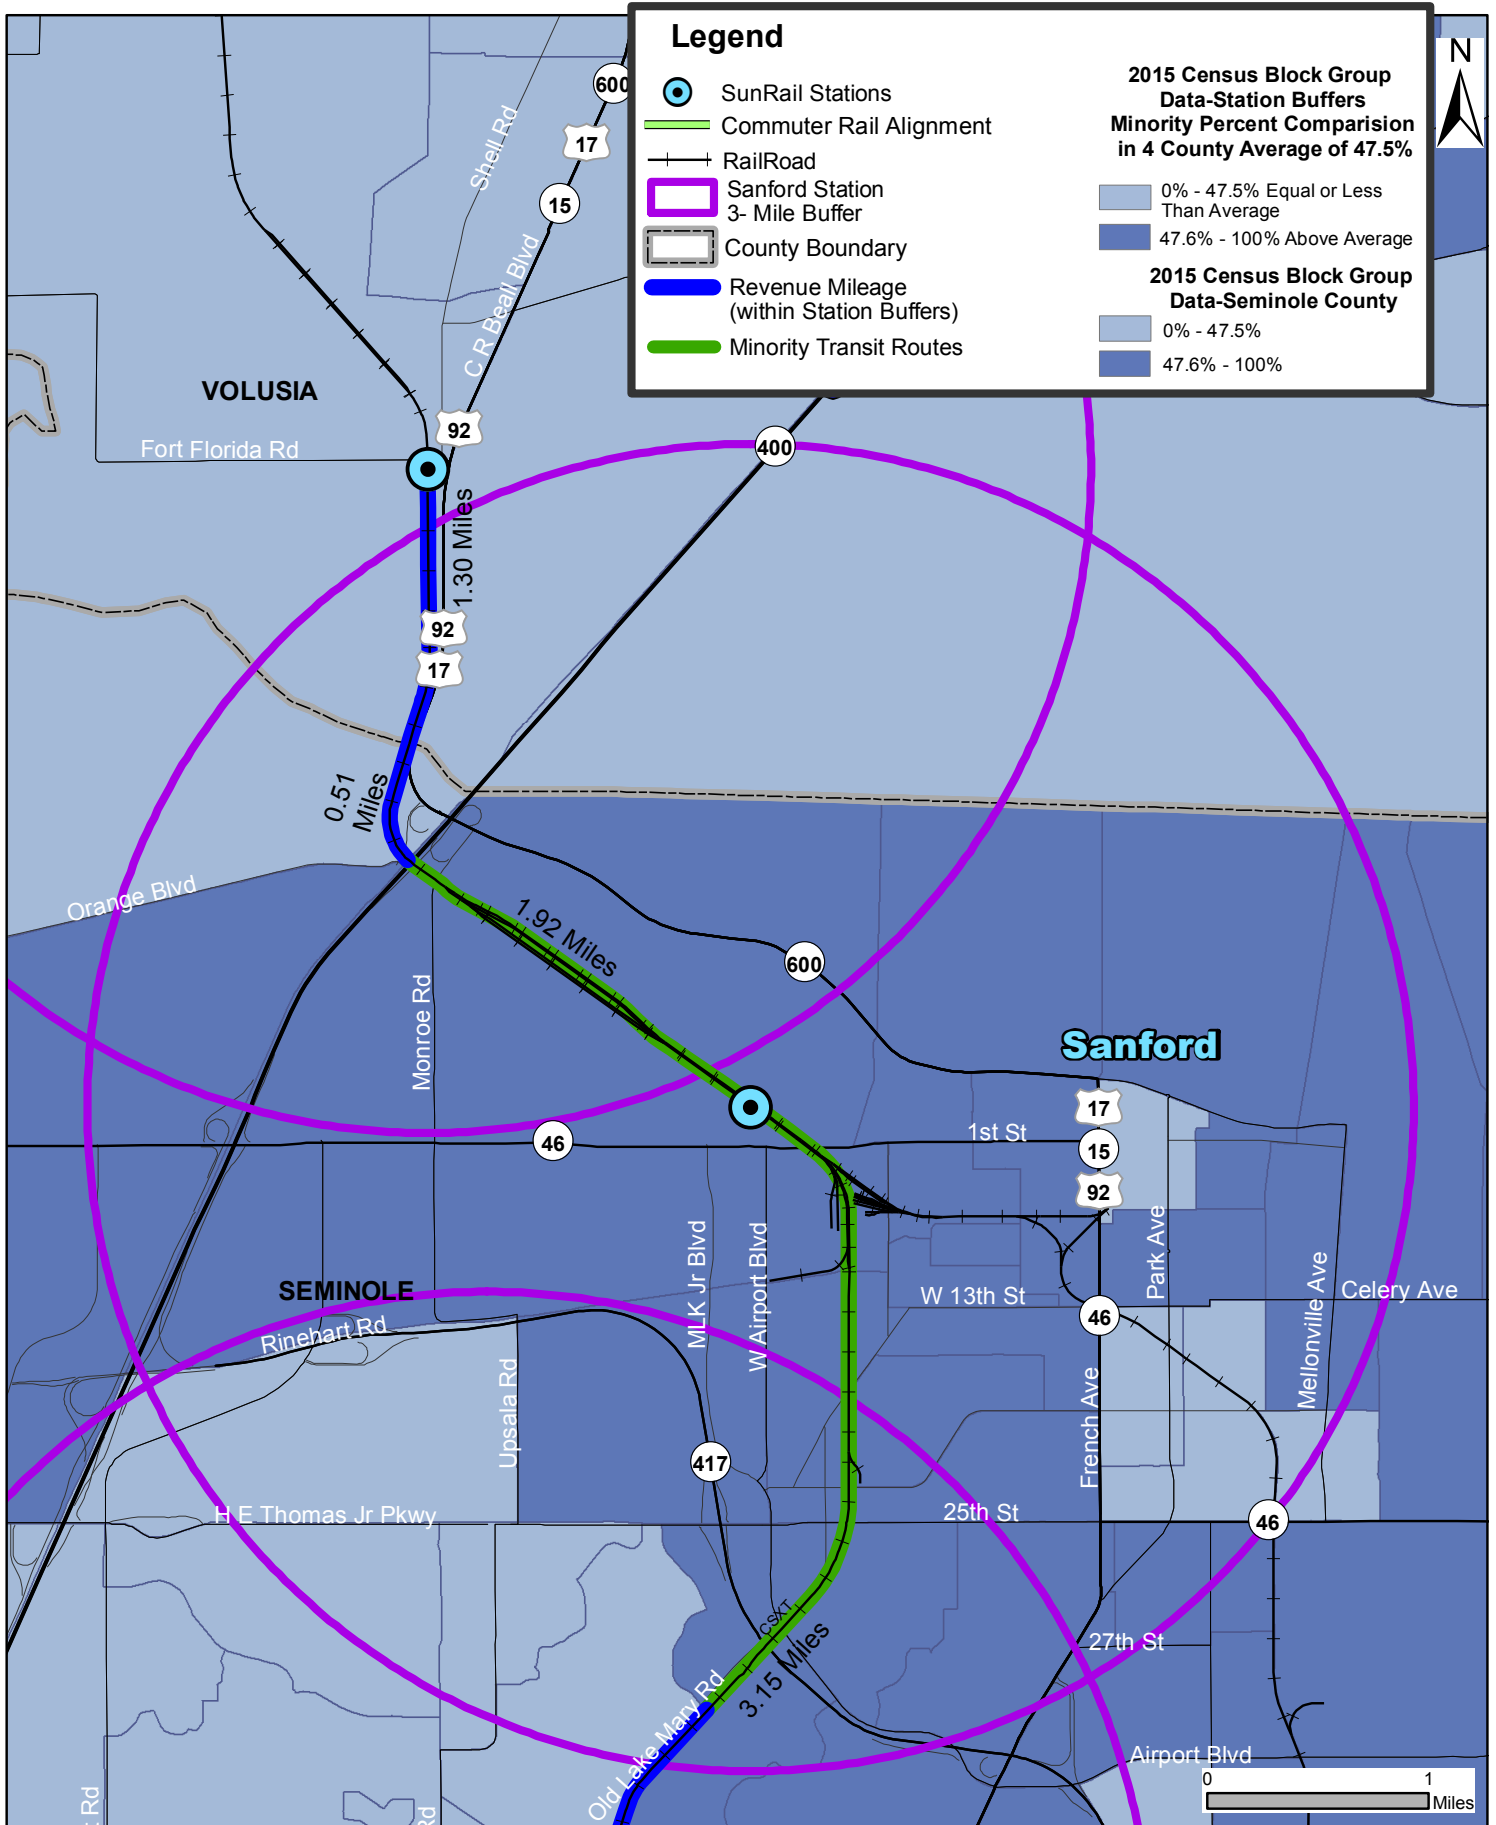 Legend
SunRail Stations
Commuter Rail Alignment
RailRoad
Sanford Station
3- Mile Buffer
County Boundary
Revenue Mileage
(within Station Buffers)
Minority Transit Routes
2015 Census Block Group
Data-Station Buffers
Minority Percent Comparision
in 4 County Average of 47.5%
0% - 47.5% Equal or Less
Than Average
47.6% - 100% Above Average
2015 Census Block Group
Data-Seminole County
0% - 47.5%
47.6% - 100%
N
600
17
Shell Rd
15
C R Beall Blvd
VOLUSIA
92
Fort Florida Rd
400
1.30 Miles
92
17
0.51
Miles
Orange Blvd
1.92 Miles
600
Monroe Rd
Sanford
17
46
1st St
15
92
MLK Jr Blvd
W Airport Blvd
Park Ave
SEMINOLE
W 13th St
Mellonville Ave
Celery Ave
Rinehart Rd
46
Upsala Rd
French Ave
417
H E Thomas Jr Pkwy
25th St
46
CSXT
3.15 Miles
27th St
Old Lake Mary Rd
Airport Blvd
0 1
Miles
Rd
Rd